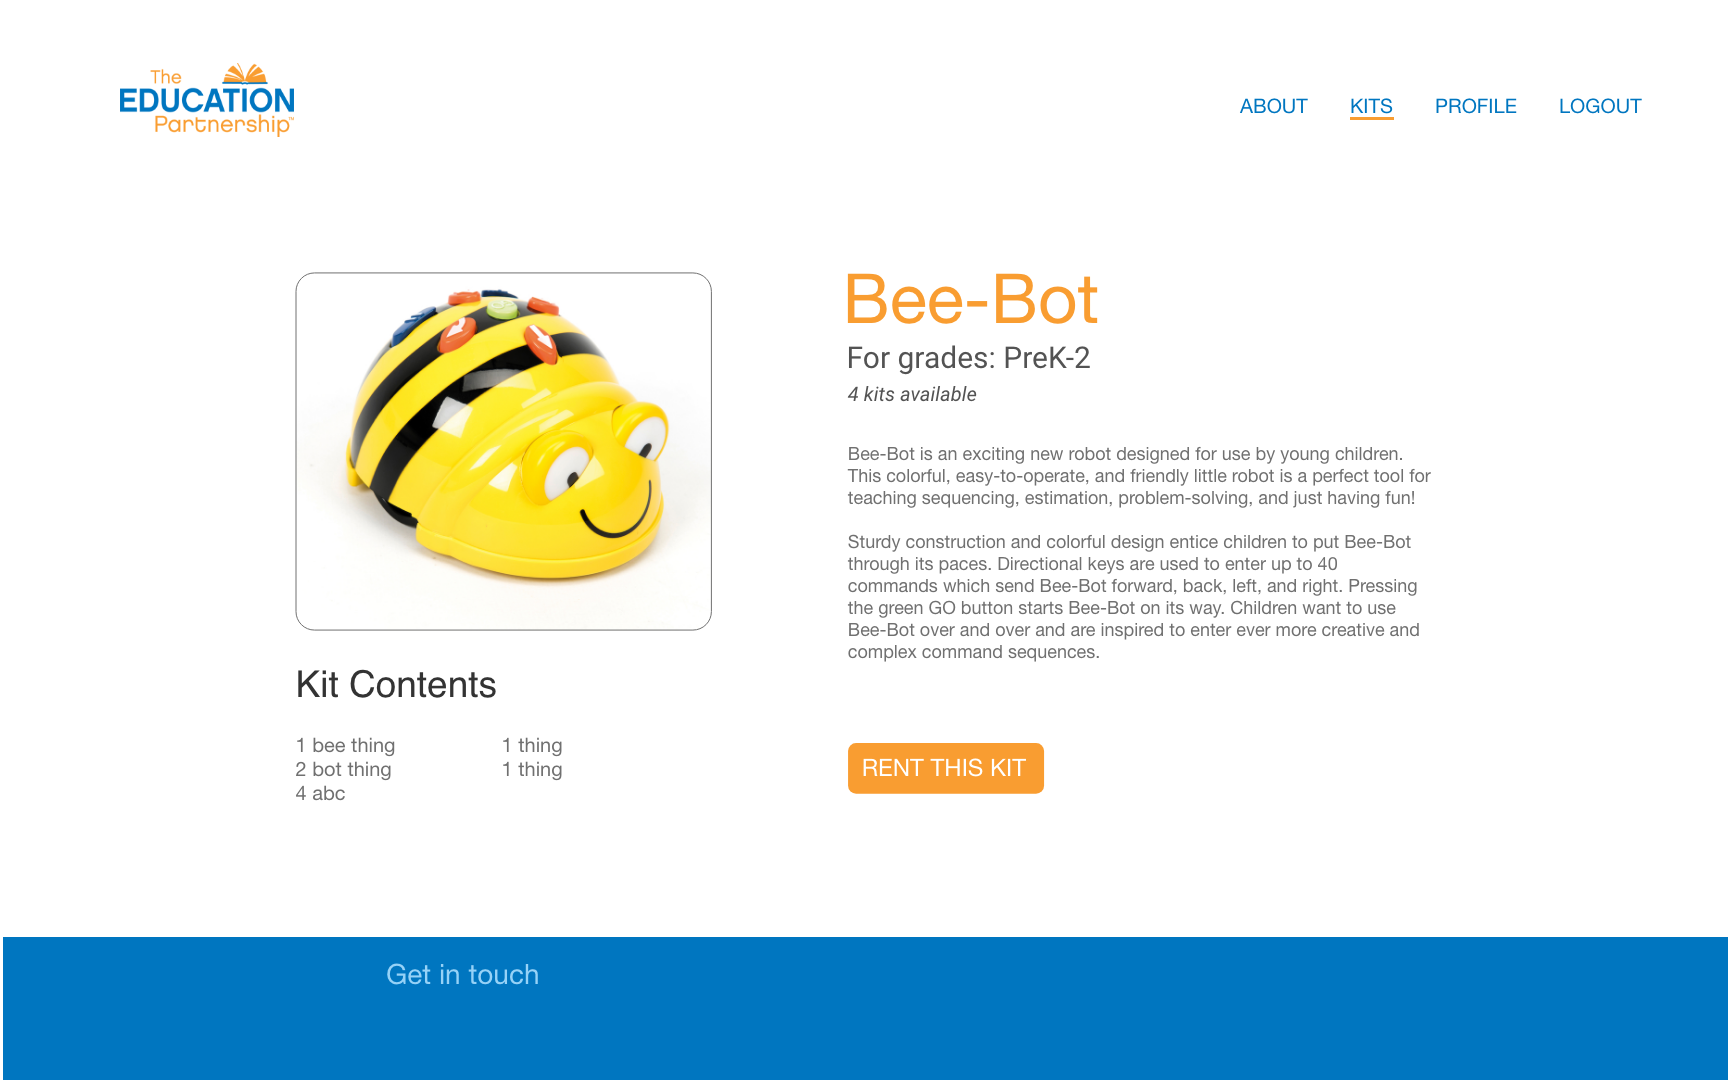 The
EDUCATION
Partnership™
ABOUT KITS PROFILE LOGOUT
Bee-Bot
For grades: PreK-2
4 kits available
Bee-Bot is an exciting new robot designed for use by young children.
This colorful, easy-to-operate, and friendly little robot is a perfect tool for
teaching sequencing, estimation, problem-solving, and just having fun!
Sturdy construction and colorful design entice children to put Bee-Bot
through its paces. Directional keys are used to enter up to 40
commands which send Bee-Bot forward, back, left, and right. Pressing
the green GO button starts Bee-Bot on its way. Children want to use
Bee-Bot over and over and are inspired to enter ever more creative and
complex command sequences.
Kit Contents
1 bee thing 1 thing
2 bot thing 1 thing
4 abc
RENT THIS KIT
Get in touch